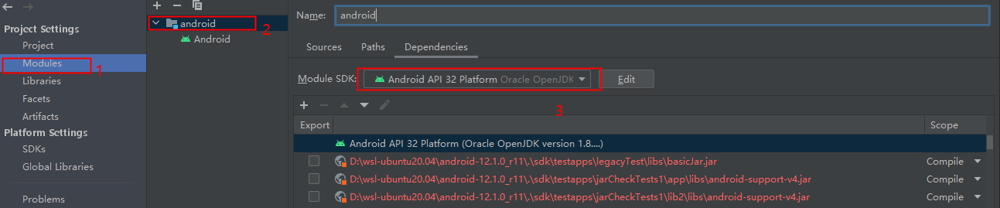 Project Settings
Project
Modules
1
Libraries
Facets
Artifacts
Platform Settings
SDKs
Global Libraries
Problems
android
2
Android
Name:
android
Sources
Paths
Dependencies
Module SDK:
Android API 32 Platform Oracle OpenJDK
Edit
3
Export
Scope
Android API 32 Platform (Oracle OpenJDK version 1.8....)
D:\wsl-ubuntu20.04\android-12.1.0_r11\.\sdk\testapps\legacyTest\libs\basicJar.jar Compile
D:\wsl-ubuntu20.04\android-12.1.0_r11\.\sdk\testapps\jarCheckTests1\app\libs\android-support-v4.jar Compile
D:\wsl-ubuntu20.04\android-12.1.0_r11\.\sdk\testapps\jarCheckTests1\lib2\libs\android-support-v4.jar Compile